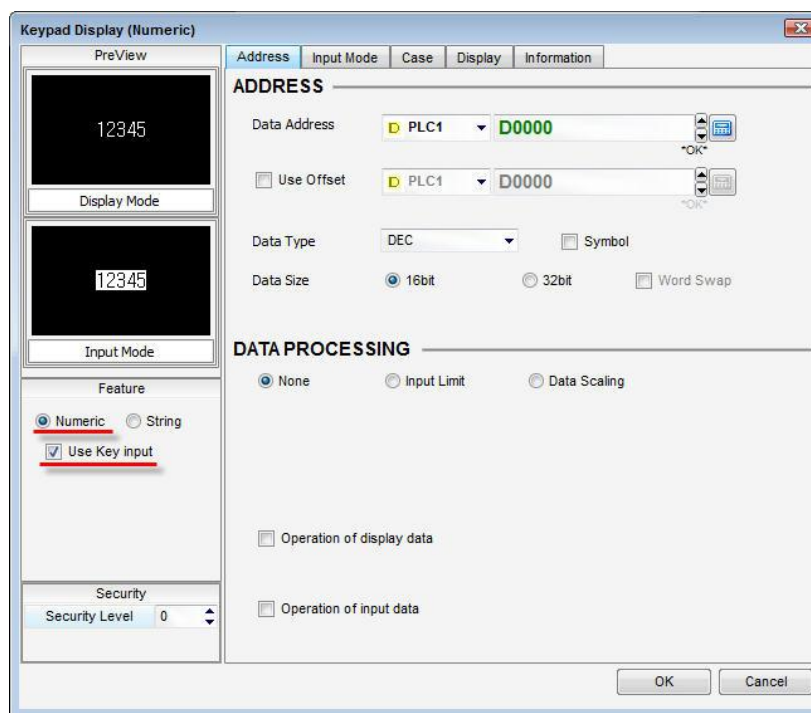 Keypad Display (Numeric)
PreView
12345
Display Mode
12345
Input Mode
Feature
Numeric String
Use Key input
Security
Security Level 0
Address Input Mode Case Display Information
ADDRESS
Data Address D PLC1 D0000
*OK*
Use Offset D PLC1 D0000
*OK*
Data Type DEC Symbol
Data Size 16bit 32bit Word Swap
DATA PROCESSING
None Input Limit Data Scaling
Operation of display data
Operation of input data
OK Cancel